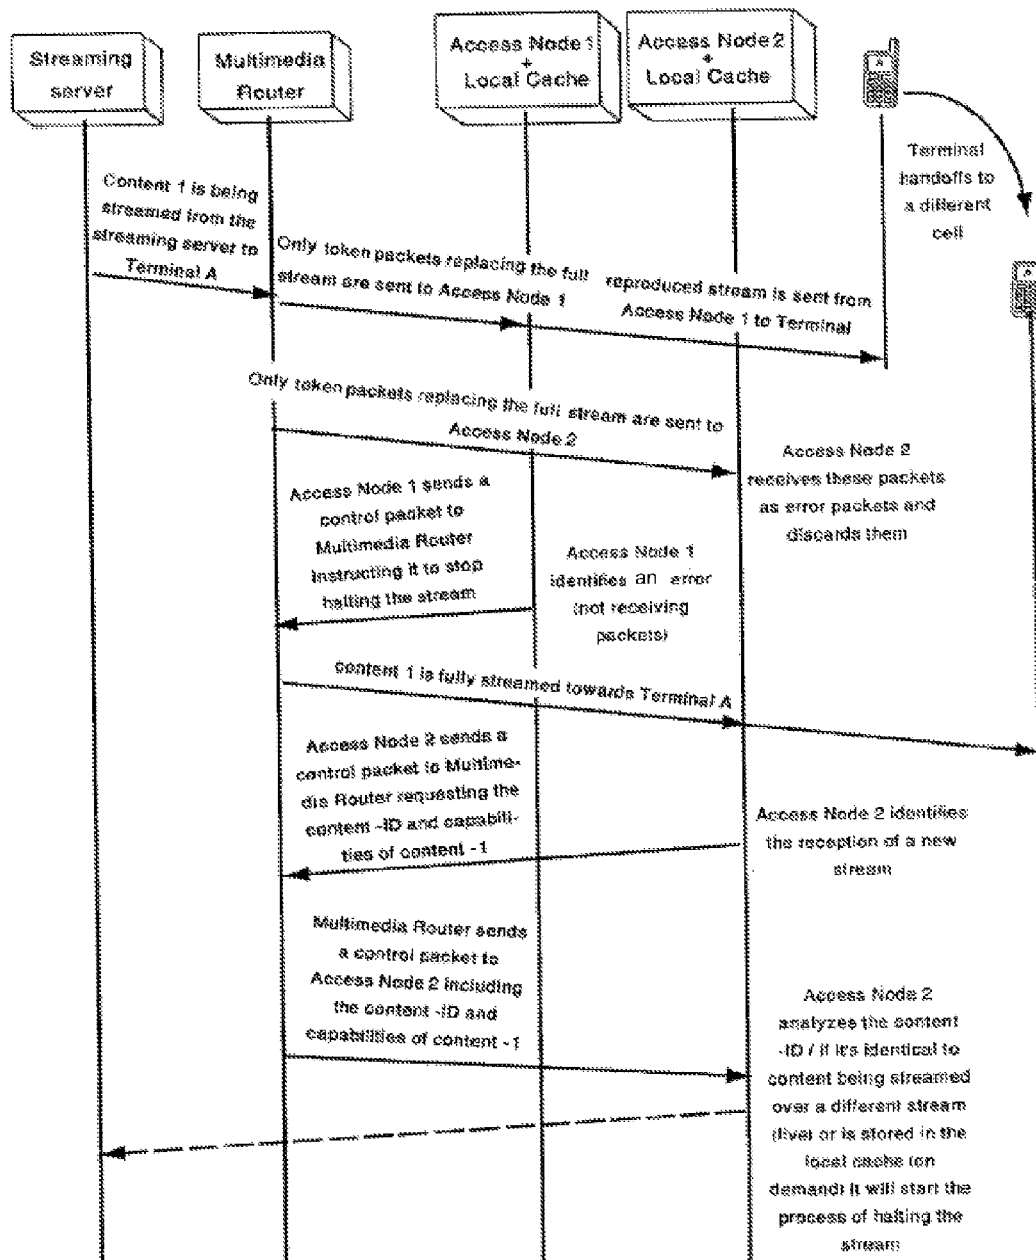 Streaming
server
Multimedia
Router
Access Node 1
+
Local Cache
Access Node 2
+
Local Cache
A
Terminal
handoffs to
a different
cell
Content 1 is being
streamed from the
streaming server to
Terminal A
Only token packets replacing the full
stream are sent to Access Node 1
reproduced stream is sent from
Access Node 1 to Terminal
Only token packets replacing the full stream are sent to
Access Node 2
Access Node 2
receives these packets
as error packets and
discards them
Access Node 1 sends a
control packet to
Multimedia Router
Instructing it to stop
halting the stream
Access Node 1
identifies an error
(not receiving
packets)
content 1 is fully streamed towards Terminal A
Access Node 2 sends a
control packet to Multime-
dia Router requesting the
content -ID and capabili-
ties of content -1
Access Node 2 identifies
the reception of a new
stream
Multimedia Router sends
a control packet to
Access Node 2 including
the content -ID and
capabilities of content -1
Access Node 2
analyzes the content
-ID / if it's identical to
content being streamed
over a different stream
(live) or is stored in the
local cache (on
demand) it will start the
process of halting the
stream